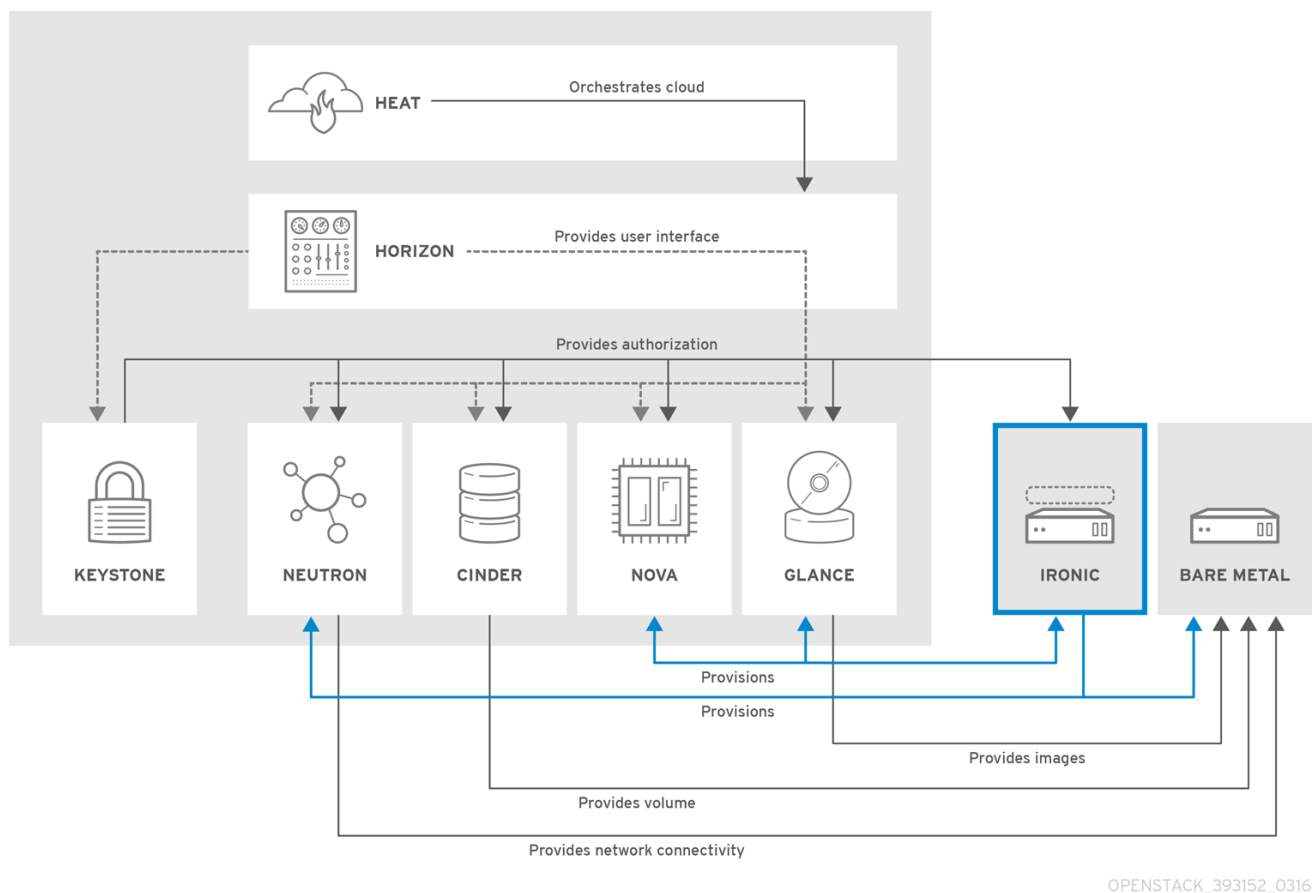 Orchestrates cloud
HEAT
Provides user interface
HORIZON
Provides authorization
KEYSTONE
NEUTRON
CINDER
NOVA
GLANCE
IRONIC
BARE METAL
Provisions
Provisions
Provides images
Provides volume
Provides network connectivity
OPENSTACK_393152_0316